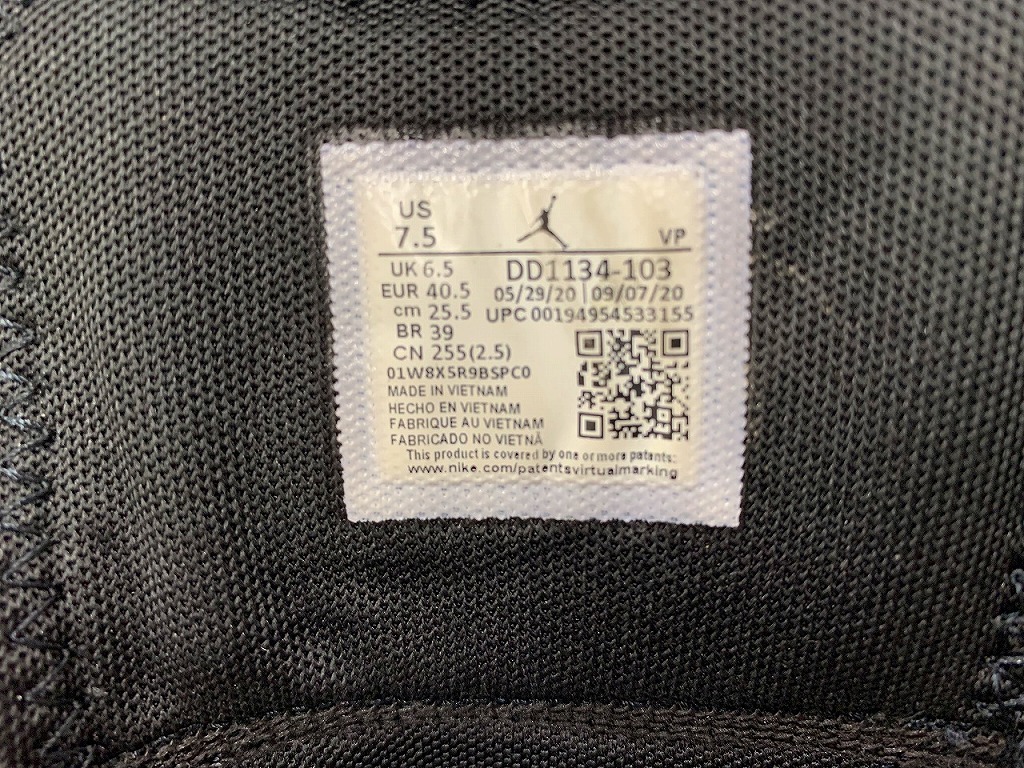 US
7.5 VP
UK 6.5 DD1134-103
EUR 40.5 05/29/20 | 09/07/20
cm 25.5 UPC 00194954533155
BR 39
CN 255(2.5)
01W8X5R9BSPC0
MADE IN VIETNAM
HECHO EN VIETNAM
FABRIQUE AU VIETNAM
FABRICADO NO VIETNÃ
This product is covered by one or more patents:
www.nike.com/patentsvirtualmarking